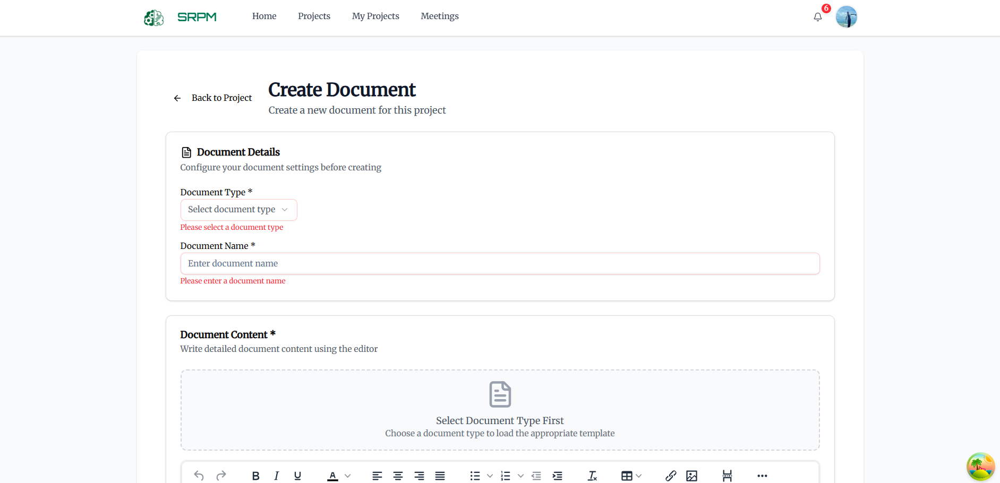 SRPM
Home
Projects
My Projects
Meetings
6
Back to Project
Create Document
Create a new document for this project
Document Details
Configure your document settings before creating
Document Type *
Select document type
Please select a document type
Document Name *
Enter document name
Please enter a document name
Document Content *
Write detailed document content using the editor
Select Document Type First
Choose a document type to load the appropriate template